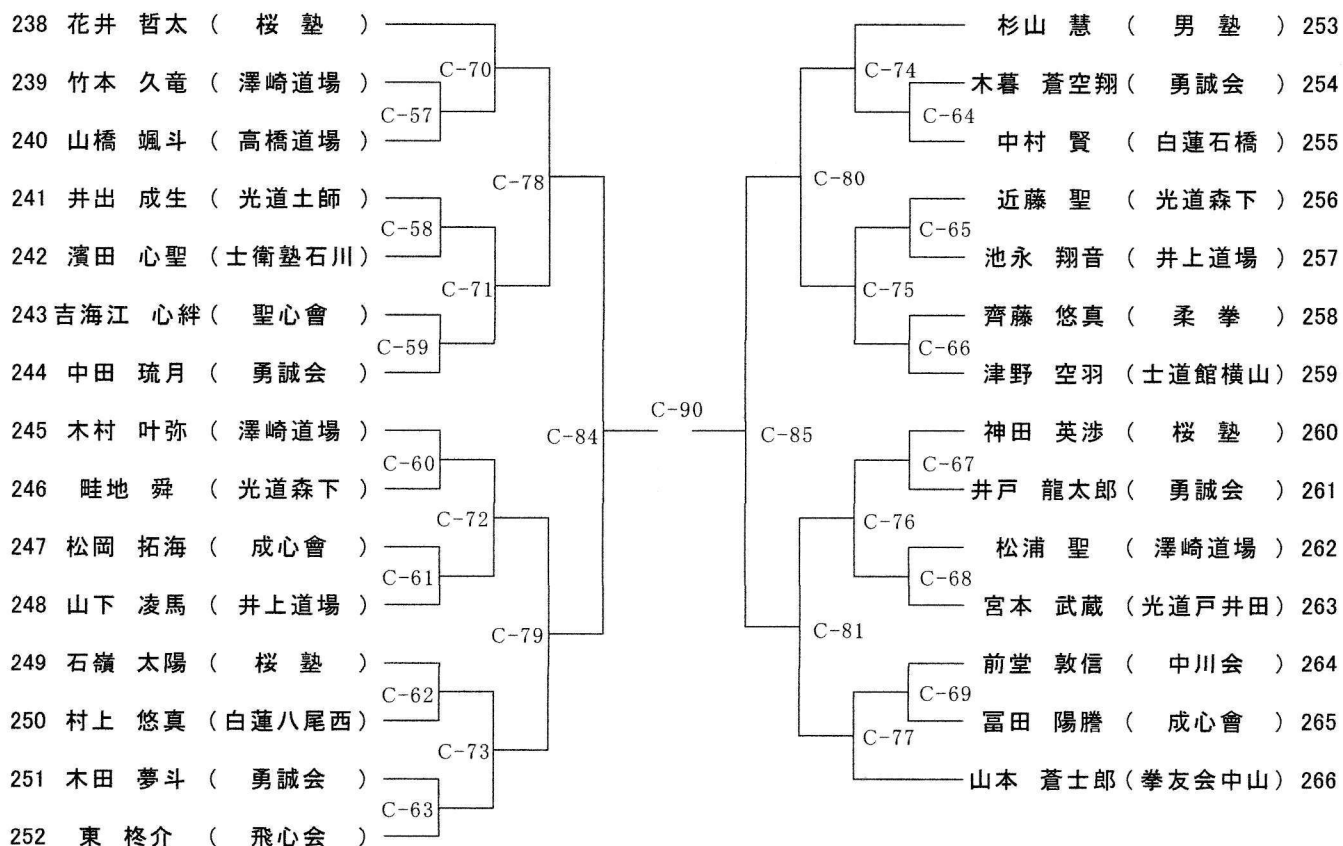 238 花井 哲太 ( 桜 塾 )
C-70
239 竹本 久竜 ( 澤崎道場 )
C-57
240 山橋 颯斗 ( 高橋道場 )
C-78
241 井出 成生 ( 光道土師 )
C-58
242 濱田 心聖 (士衛塾石川)
C-71
243 吉海江 心絆 ( 聖心會 )
C-59
244 中田 琉月 ( 勇誠会 )
C-84
245 木村 叶弥 ( 澤崎道場 )
C-60
246 畦地 舜 ( 光道森下 )
C-72
247 松岡 拓海 ( 成心會 )
C-61
248 山下 凌馬 ( 井上道場 )
C-79
249 石嶺 太陽 ( 桜 塾 )
C-62
250 村上 悠真 (白蓮八尾西)
C-73
251 木田 夢斗 ( 勇誠会 )
C-63
252 東 柊介 ( 飛心会 )
C-90
杉山 慧 ( 男 塾 ) 253
C-74
木暮 蒼空翔 ( 勇誠会 ) 254
C-64
中村 賢 ( 白蓮石橋 ) 255
C-80
近藤 聖 ( 光道森下 ) 256
C-65
池永 翔音 ( 井上道場 ) 257
C-75
齊藤 悠真 ( 柔 拳 ) 258
C-66
津野 空羽 (士道館横山) 259
C-85
神田 英渉 ( 桜 塾 ) 260
C-67
井戸 龍太郎 ( 勇誠会 ) 261
C-76
松浦 聖 ( 澤崎道場 ) 262
C-68
宮本 武蔵 (光道戸井田) 263
C-81
前堂 敦信 ( 中川会 ) 264
C-69
冨田 陽謄 ( 成心會 ) 265
C-77
山本 蒼士郎 (拳友会中山) 266